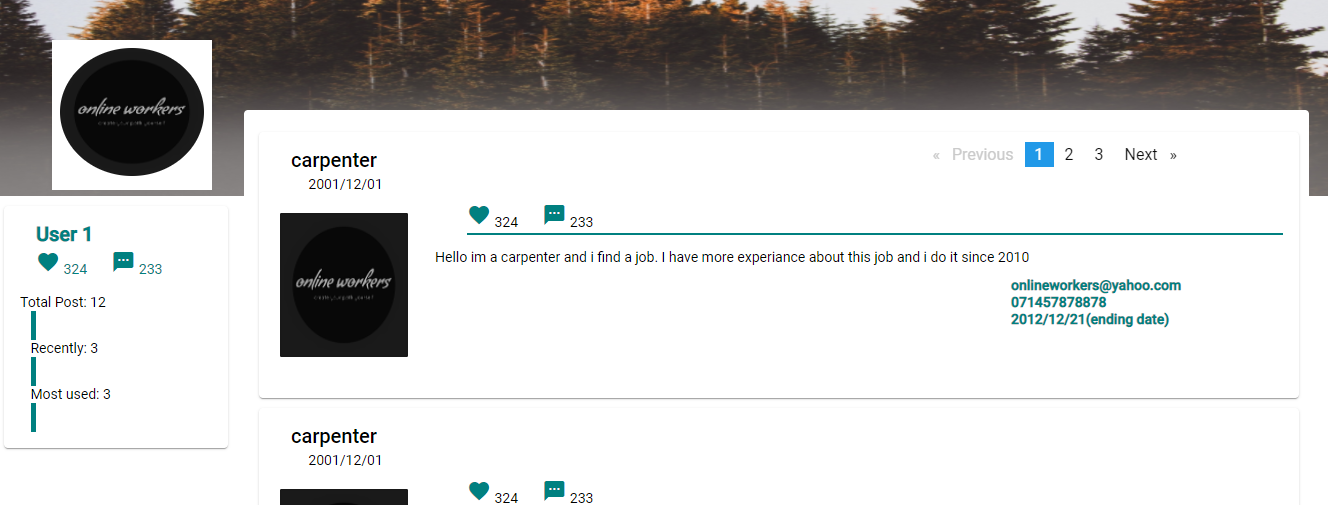 online workers
User 1
324 233
Total Post: 12
Recently: 3
Most used: 3
carpenter
2001/12/01
« Previous 1 2 3 Next »
324 233
online workers
Hello im a carpenter and i find a job. I have more experiance about this job and i do it since 2010
onlineworkers@yahoo.com
071457878878
2012/12/21(ending date)
carpenter
2001/12/01
324 233